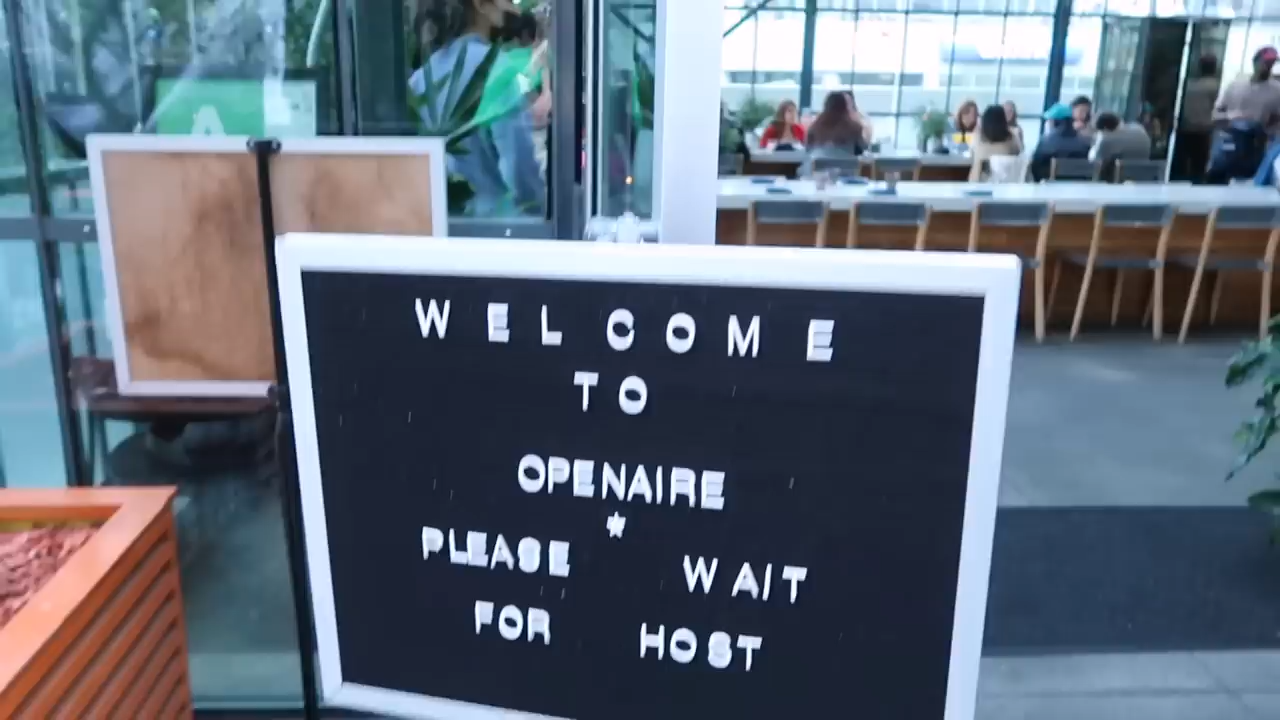 A
WELCOME
TO
OPENAIRE
*
PLEASE WAIT
FOR HOST